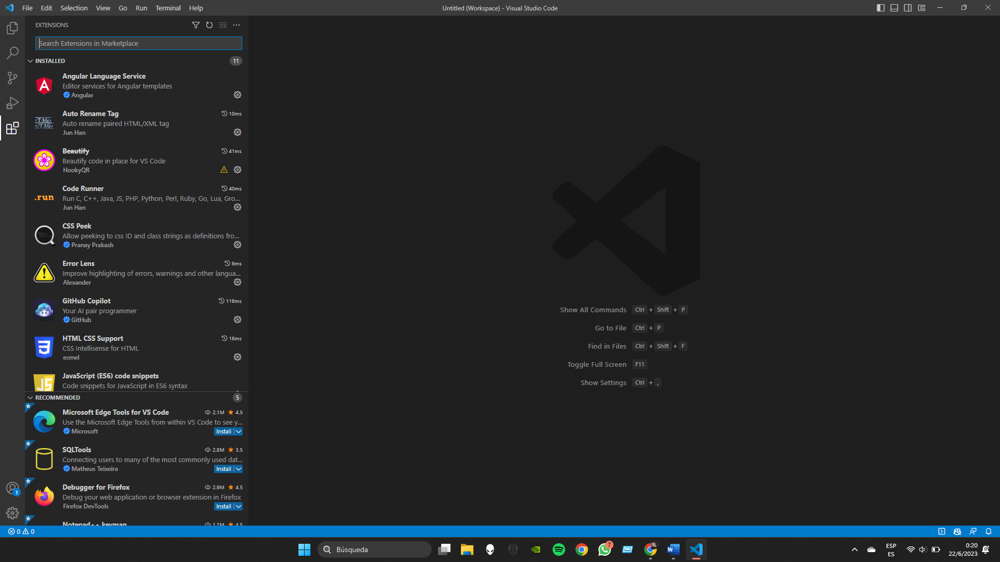 File Edit Selection View Go Run Terminal Help
Untitled (Workspace) - Visual Studio Code
EXTENSIONS
Search Extensions in Marketplace
INSTALLED 11
Angular Language Service
Editor services for Angular templates
Angular
Auto Rename Tag 10ms
Auto rename paired HTML/XML tag
Jun Han
<TAG>
</TAG>
Beautify 41ms
Beautify code in place for VS Code
HookyQR
Code Runner 40ms
.run
Run C, C++, Java, JS, PHP, Python, Perl, Ruby, Go, Lua, Gro...
Jun Han
CSS Peek
Allow peeking to css ID and class strings as definitions fro...
Pranay Prakash
Error Lens 6ms
Improve highlighting of errors, warnings and other langua...
Alexander
GitHub Copilot 116ms
Your AI pair programmer
GitHub
HTML CSS Support 16ms
CSS Intellisense for HTML
ecmel
JavaScript (ES6) code snippets
JS
Code snippets for JavaScript in ES6 syntax
RECOMMENDED 5
Microsoft Edge Tools for VS Code 2.1M 4.5
Use the Microsoft Edge Tools from within VS Code to see y...
Microsoft Install
SQLTools 2.8M 3.5
Connecting users to many of the most commonly used dat...
Matheus Teixeira Install
Debugger for Firefox 2.9M 4.5
Debug your web application or browser extension in Firefox
Firefox DevTools Install
Notepad++ keymap 1.2M 4.5
Show All Commands Ctrl + Shift + P
Go to File Ctrl + P
Find in Files Ctrl + Shift + F
Toggle Full Screen F11
Show Settings Ctrl + ,
1
0 0
Búsqueda
7
ESP
ES
0:20
22/6/2023